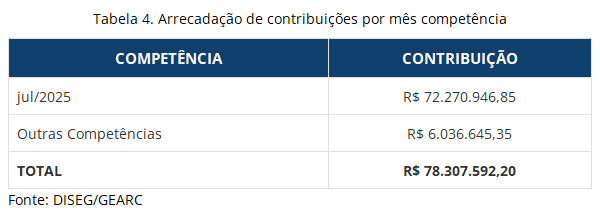 Tabela 4. Arrecadação de contribuições por mês competência
COMPETÊNCIA CONTRIBUIÇÃO
jul/2025 R$ 72.270.946,85
Outras Competências R$ 6.036.645,35
TOTAL R$ 78.307.592,20
Fonte: DISEG/GEARC